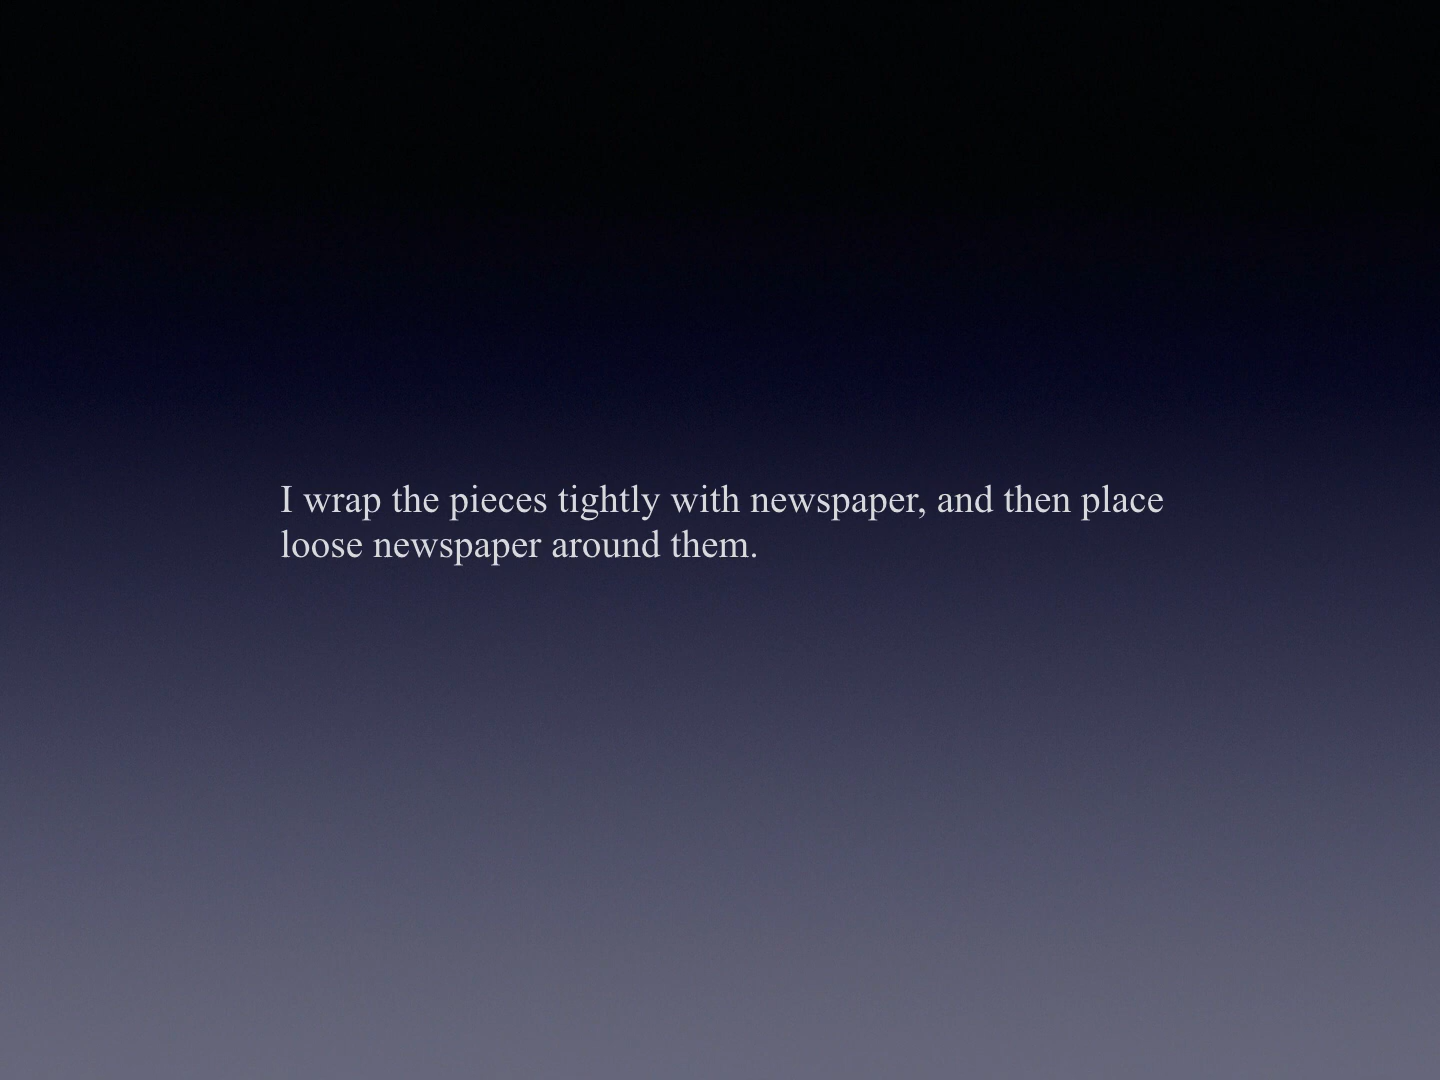 I wrap the pieces tightly with newspaper, and then place
loose newspaper around them.